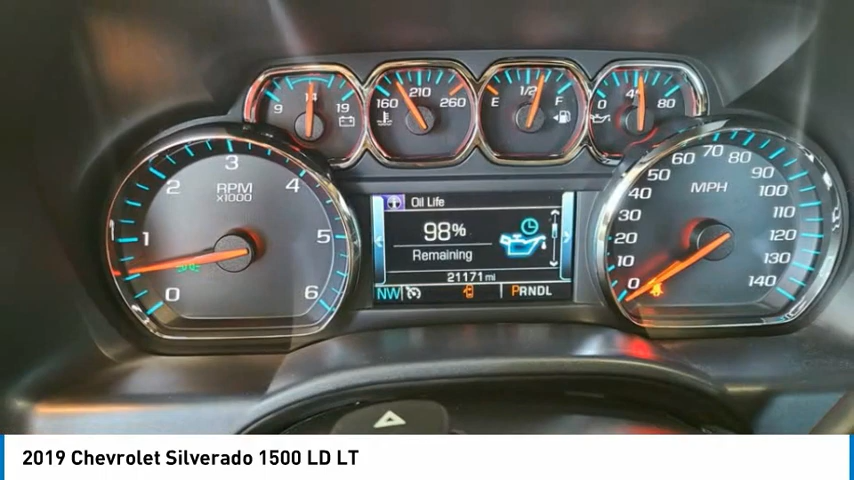 9 14 19
160 210 260
E 1/2 F
0 80
RPM
x1000
0 1 2 3 4 5 6
Oil Life
98%
Remaining
21171 mi
NW PRNDL
MPH
0 10 20 30 40 50 60 70 80 90 100 110 120 130 140
2019 Chevrolet Silverado 1500 LD LT